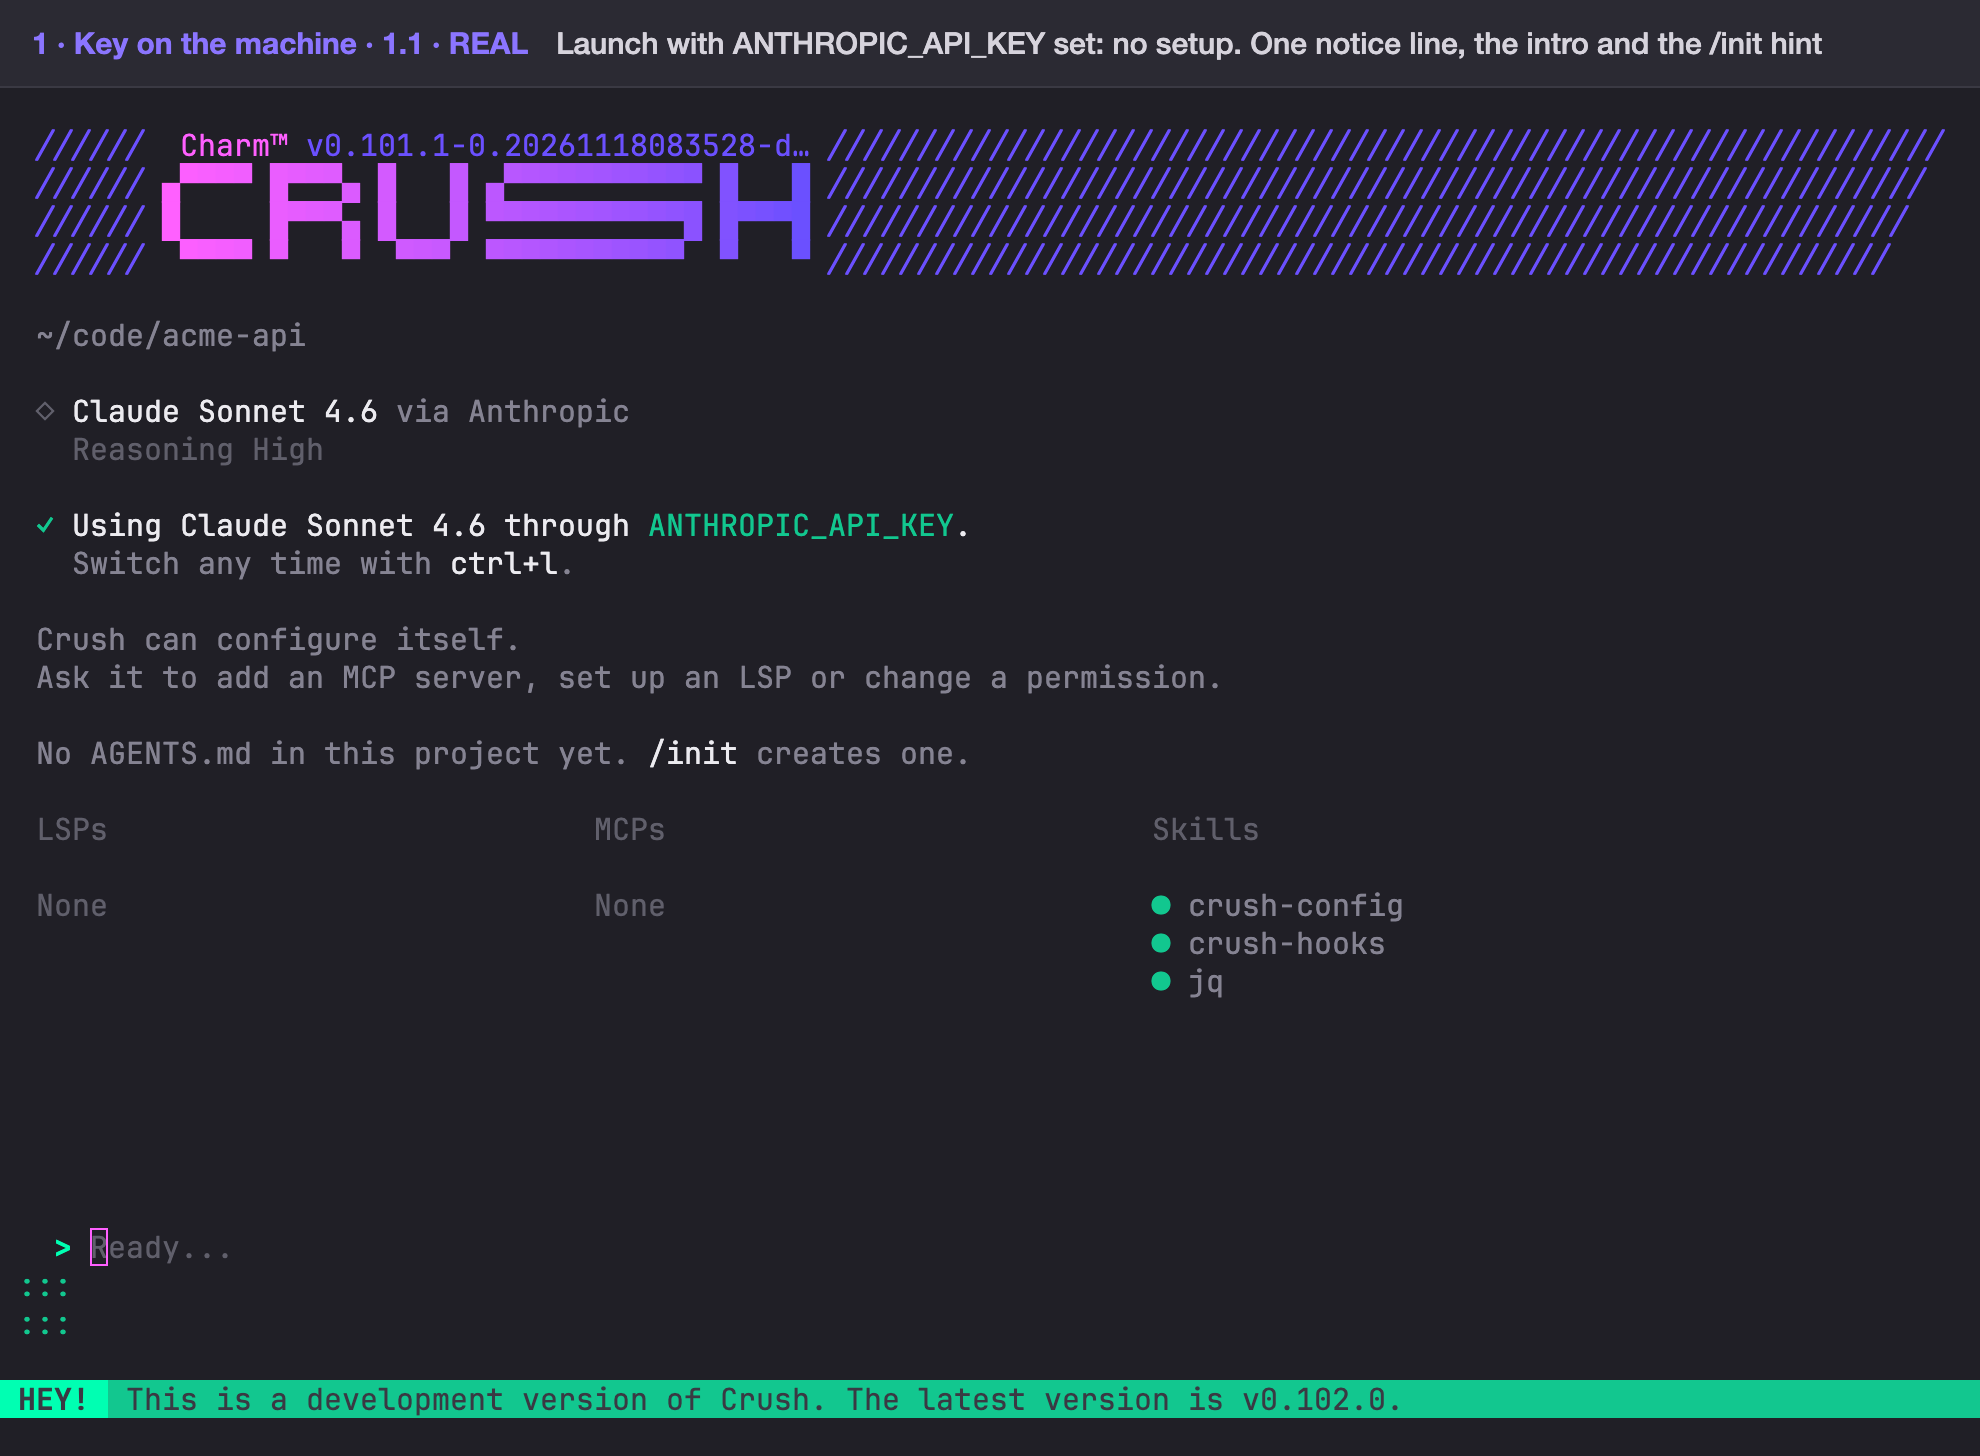 1 · Key on the machine · 1.1 · REAL Launch with ANTHROPIC_API_KEY set: no setup. One notice line, the intro and the /init hint
Charm™ v0.101.1-0.20261118083528-d…
CRUSH
~/code/acme-api
◇ Claude Sonnet 4.6 via Anthropic
Reasoning High
✓ Using Claude Sonnet 4.6 through ANTHROPIC_API_KEY.
Switch any time with ctrl+l.
Crush can configure itself.
Ask it to add an MCP server, set up an LSP or change a permission.
No AGENTS.md in this project yet. /init creates one.
LSPs MCPs Skills
None None ● crush-config
● crush-hooks
● jq
> Ready...
:::
:::
HEY! This is a development version of Crush. The latest version is v0.102.0.